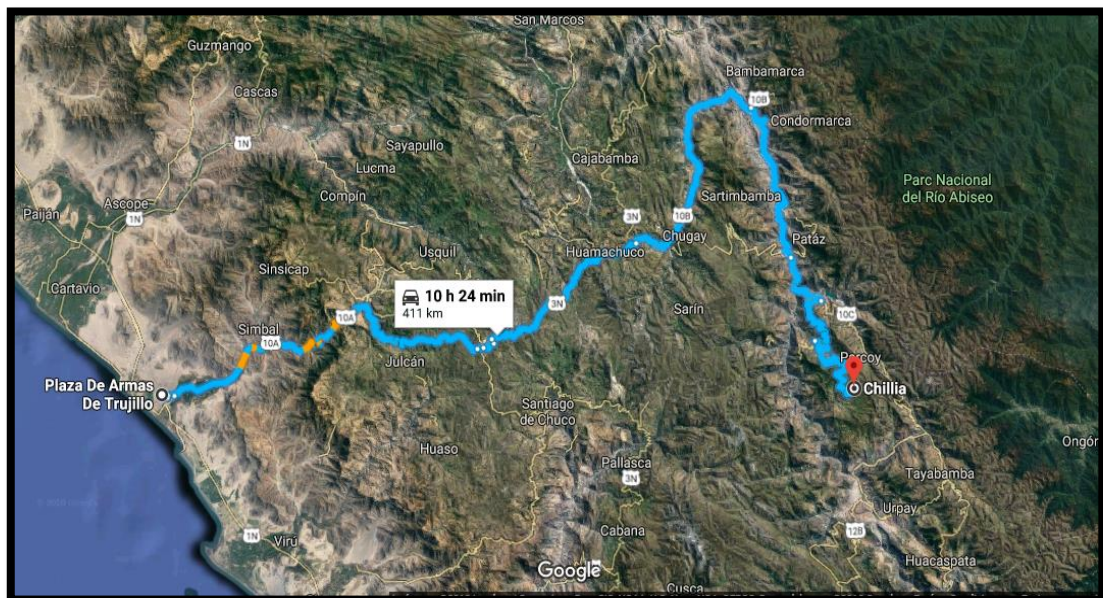 San Marcos
Guzmango
Bambamarca
Cascas
10B
Condormarca
1N
Sayapullo
Cajabamba
Lucma
Parc Nacional
del Río Abiseo
Compín
Sartimbamba
Paiján
Ascope
1N
3N
10B
Chugay
Usquil
Huamachuco
Pataz
Sinsicap
Cartavio
10 h 24 min
411 km
3N
Sarín
10C
10A
Simbal
10A
Julcán
Parcoy
Plaza De Armas
De Trujillo
Chillia
Santiago
de Chuco
Huaso
Ongón
Pallasca
3N
Tayabamba
Urpay
Cabana
12B
1N
Virú
Google
Huacaspata
Cusca